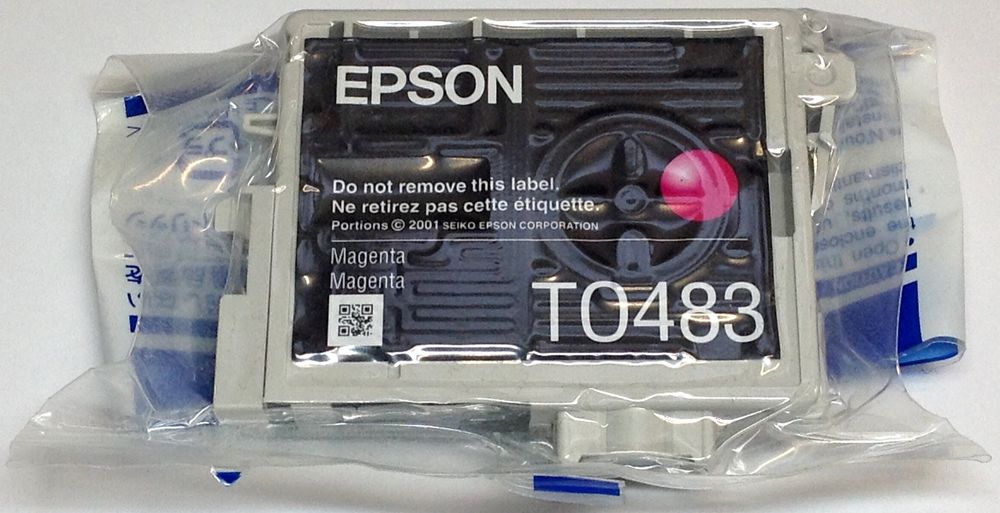 EPSON
Do not remove this label.
Ne retirez pas cette étiquette.
Portions © 2001 SEIKO EPSON CORPORATION
Magenta
Magenta
T0483